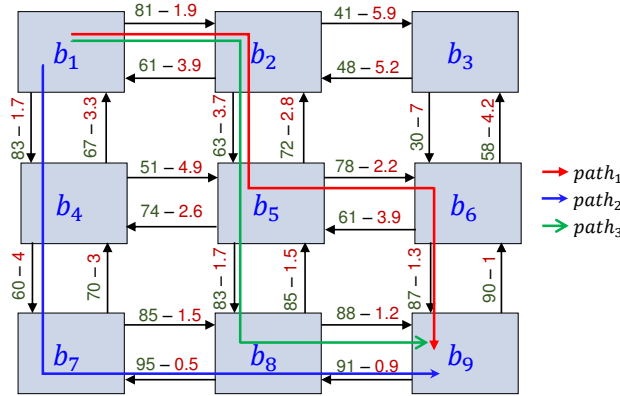 81 – 1.9
41 – 5.9
b₁
b₂
b₃
61 – 3.9
48 – 5.2
83 – 1.7
67 – 3.3
63 – 3.7
72 – 2.8
30 – 7
58 – 4.2
51 – 4.9
78 – 2.2
path₁
b₄
b₅
b₆
path₂
74 – 2.6
61 – 3.9
path₃
60 – 4
70 – 3
83 – 1.7
85 – 1.5
87 – 1.3
90 – 1
85 – 1.5
88 – 1.2
b₇
b₈
b₉
95 – 0.5
91 – 0.9